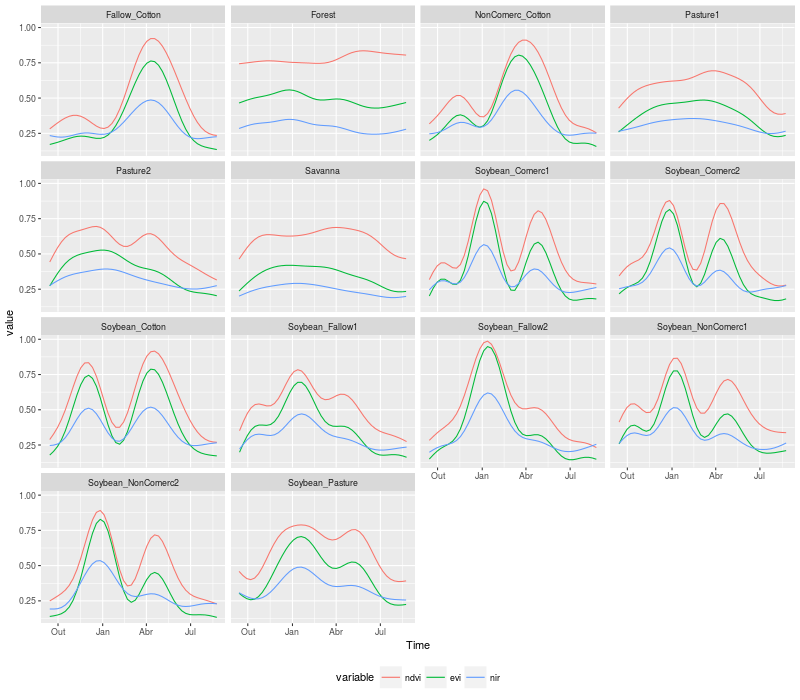 Fallow_Cotton Forest NonComerc_Cotton Pasture1
1.00
0.75
0.50
0.25
Pasture2 Savanna Soybean_Comerc1 Soybean_Comerc2
1.00
0.75
0.50
0.25
Soybean_Cotton Soybean_Fallow1 Soybean_Fallow2 Soybean_NonComerc1
1.00
0.75
0.50
0.25
Out Jan Abr Jul Out Jan Abr Jul
Soybean_NonComerc2 Soybean_Pasture
1.00
0.75
0.50
0.25
Out Jan Abr Jul Out Jan Abr Jul
value
Time
variable ndvi evi nir